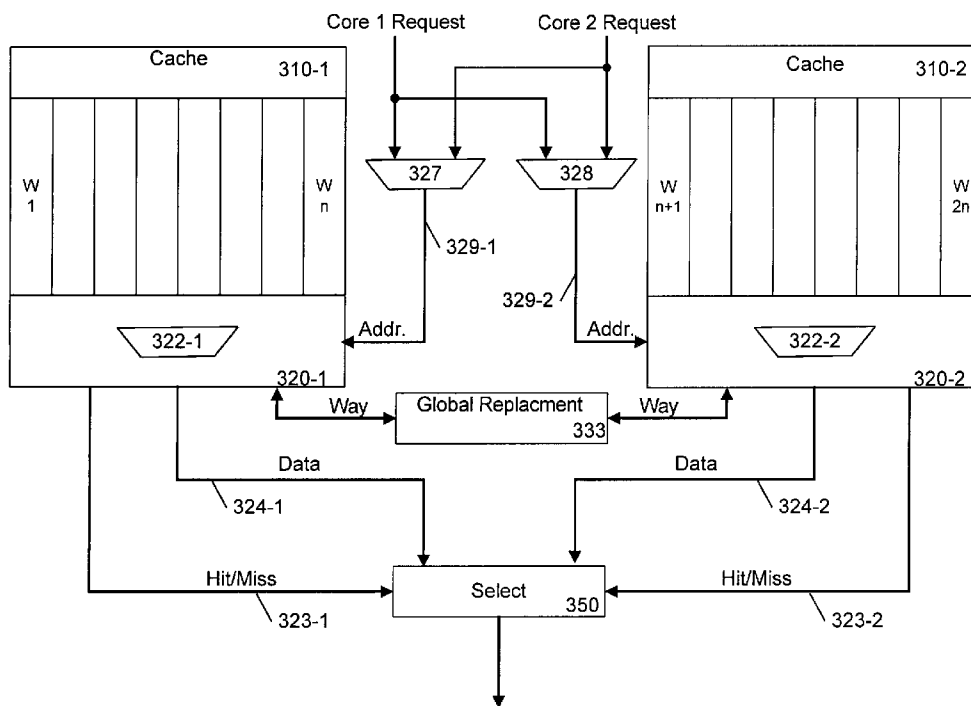 Core 1 Request
Core 2 Request
Cache
310-1
Cache
310-2
W
1
W
n
327
328
W
n+1
W
2n
329-1
329-2
Addr.
Addr.
322-1
322-2
320-1
320-2
Way
Global Replacment
333
Way
Data
Data
324-1
324-2
Hit/Miss
Select
350
Hit/Miss
323-1
323-2